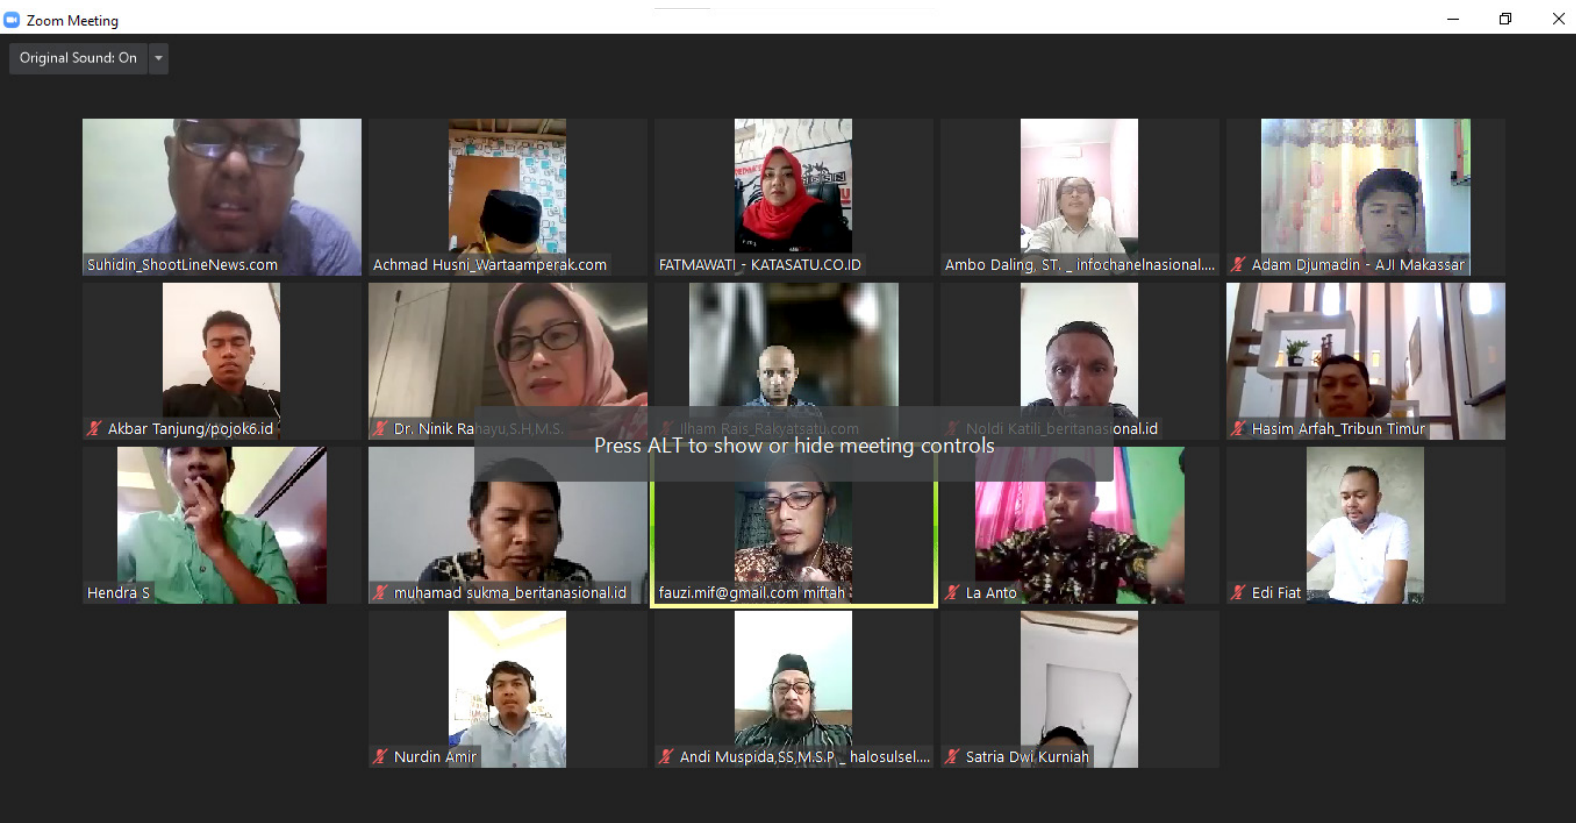 Zoom Meeting
Original Sound: On
Suhidin_ShootLineNews.com
Achmad Husni_Wartaamperak.com
FATMAWATI - KATASATU.CO.ID
Ambo Daling, ST. _ infochanelnasional....
Adam Djumadin - AJI Makassar
Akbar Tanjung/pojok6.id
Dr. Ninik Rahayu,S.H,M.S.
Ilham Rais_Rakyatsatu.com
Noldi Katili_beritanasional.id
Hasim Arfah_Tribun Timur
Press ALT to show or hide meeting controls
Hendra S
muhamad sukma_beritanasional.id
fauzi.mif@gmail.com miftah
La Anto
Edi Fiat
Nurdin Amir
Andi Muspida,SS,M.S.P _ halosulsel....
Satria Dwi Kurniah